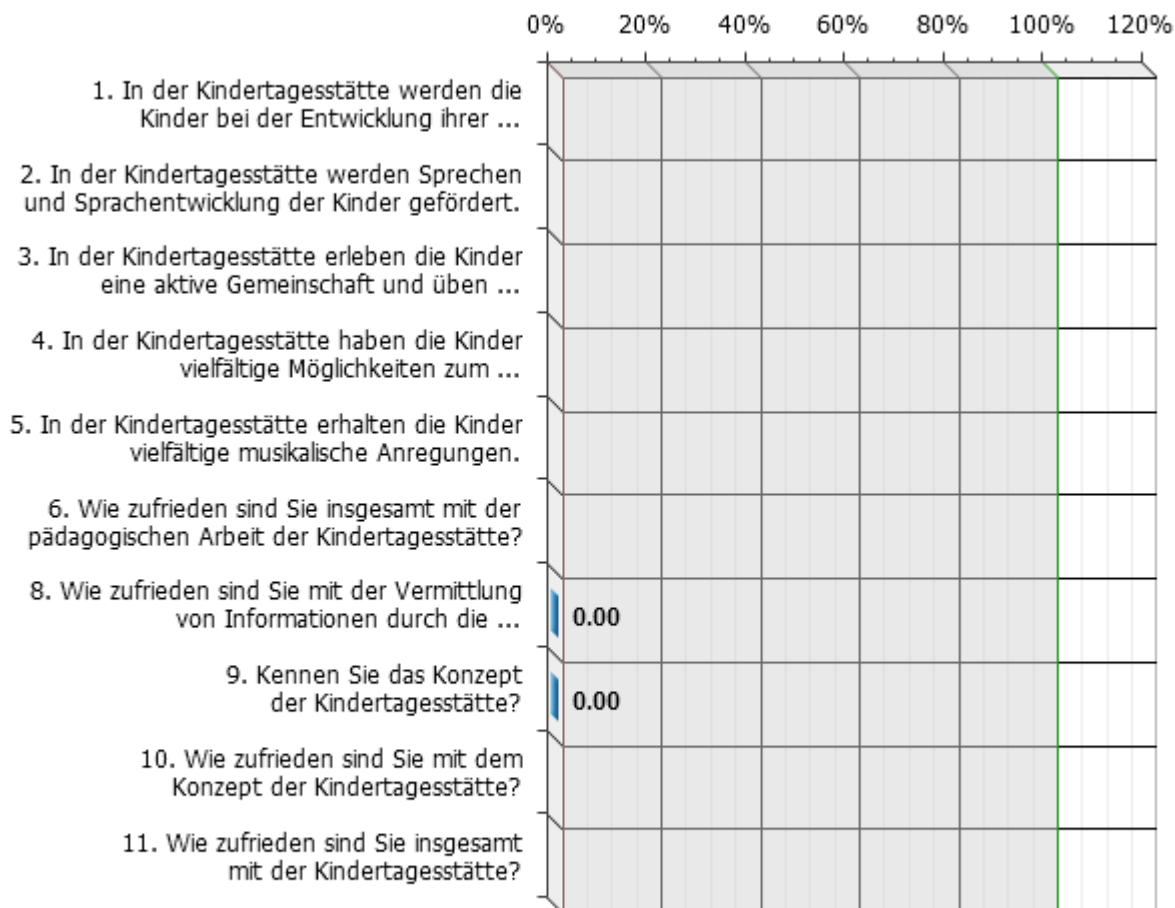 0% 20% 40% 60% 80% 100% 120%
1. In der Kindertagesstätte werden die
Kinder bei der Entwicklung ihrer ...
2. In der Kindertagesstätte werden Sprechen
und Sprachentwicklung der Kinder gefördert.
3. In der Kindertagesstätte erleben die Kinder
eine aktive Gemeinschaft und üben ...
4. In der Kindertagesstätte haben die Kinder
vielfältige Möglichkeiten zum ...
5. In der Kindertagesstätte erhalten die Kinder
vielfältige musikalische Anregungen.
6. Wie zufrieden sind Sie insgesamt mit der
pädagogischen Arbeit der Kindertagesstätte?
8. Wie zufrieden sind Sie mit der Vermittlung
von Informationen durch die ...
0.00
9. Kennen Sie das Konzept
der Kindertagesstätte?
0.00
10. Wie zufrieden sind Sie mit dem
Konzept der Kindertagesstätte?
11. Wie zufrieden sind Sie insgesamt
mit der Kindertagesstätte?